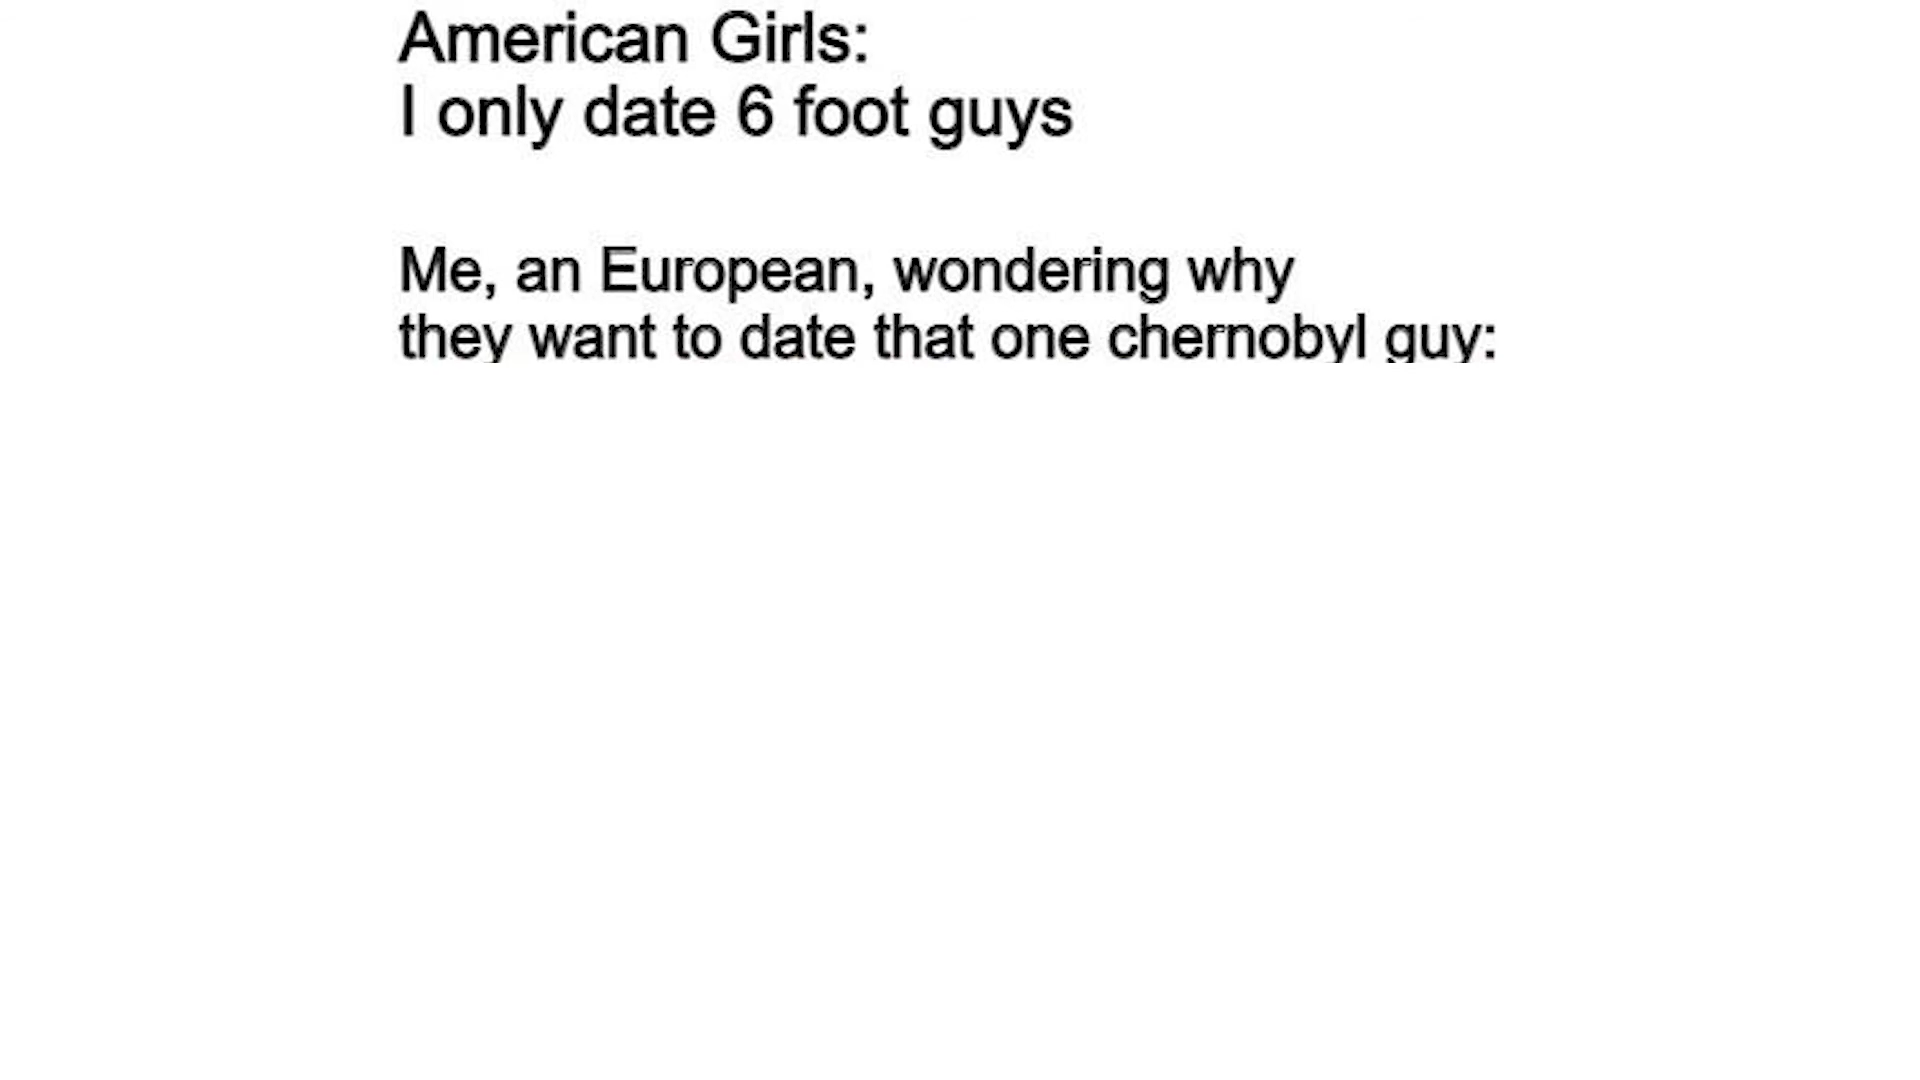 American Girls:
I only date 6 foot guys
Me, an European, wondering why
they want to date that one chernobyl guy: